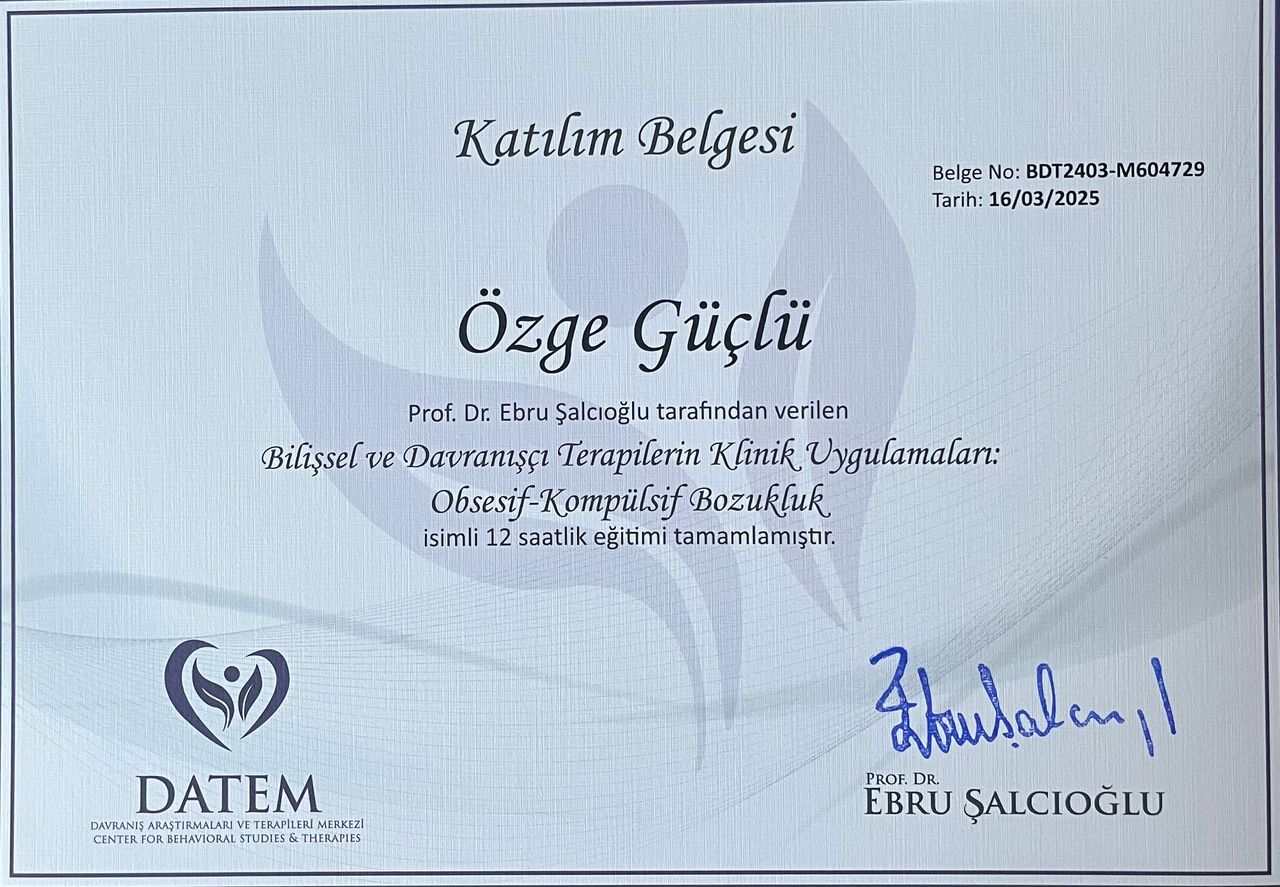 Katılım Belgesi
Belge No: BDT2403-M604729
Tarih: 16/03/2025
Özge Güçlü
Prof. Dr. Ebru Şalcıoğlu tarafından verilen
Bilişsel ve Davranışçı Terapilerin Klinik Uygulamaları:
Obsesif-Kompülsif Bozukluk
isimli 12 saatlik eğitimi tamamlamıştır.
DATEM
DAVRANIŞ ARAŞTIRMALARI VE TERAPİLERİ MERKEZİ
CENTER FOR BEHAVIORAL STUDIES & THERAPIES
PROF. DR.
EBRU ŞALCIOĞLU